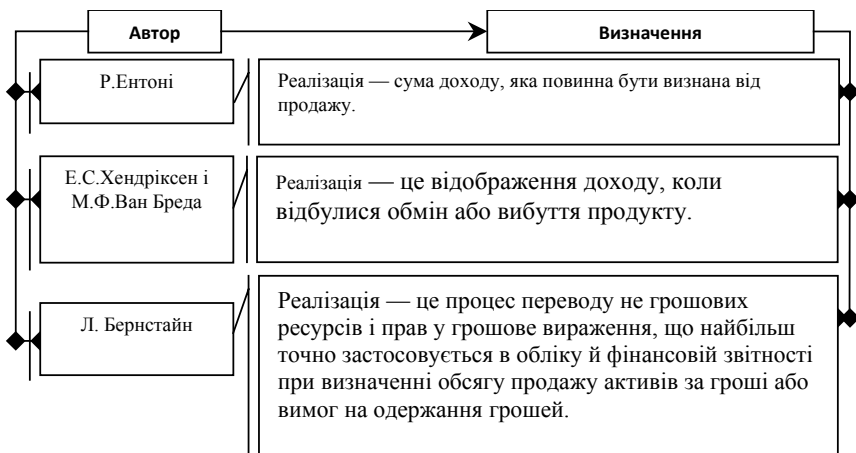 Автор
Визначення
Р.Ентоні
Реалізація — сума доходу, яка повинна бути визнана від
продажу.
Е.С.Хендріксен і
М.Ф.Ван Бреда
Реалізація — це відображення доходу, коли
відбулися обмін або вибуття продукту.
Л. Бернстайн
Реалізація — це процес переводу не грошових
ресурсів і прав у грошове вираження, що найбільш
точно застосовується в обліку й фінансовій звітності
при визначенні обсягу продажу активів за гроші або
вимог на одержання грошей.